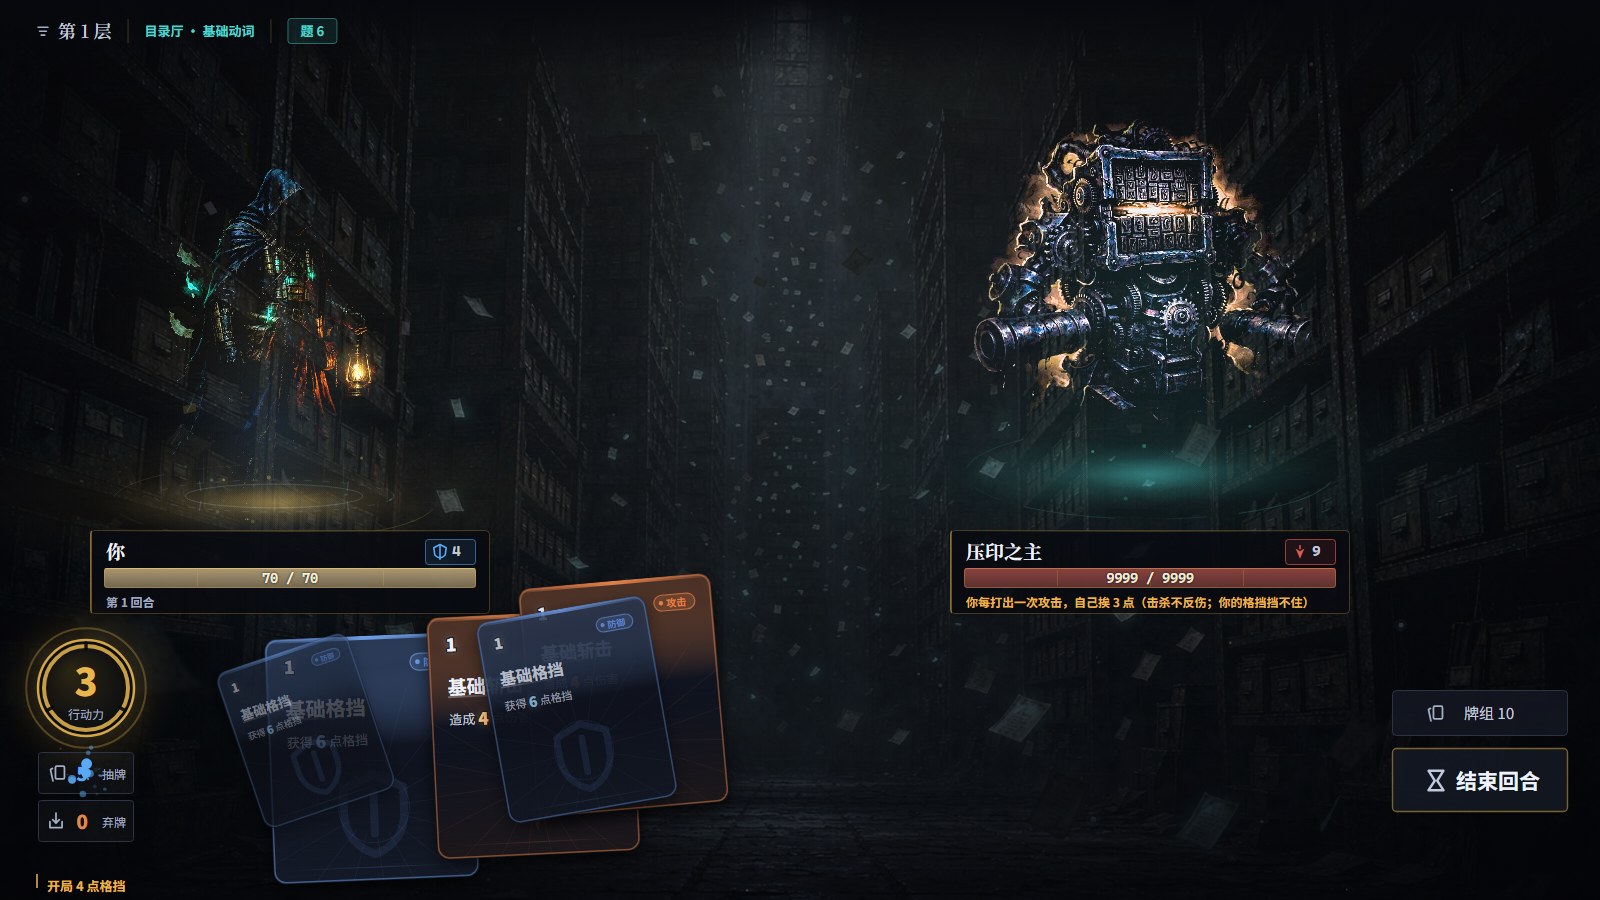 第 1 层
目录厅 · 基础动词
题 6
你
4
70 / 70
第 1 回合
压印之主
9
9999 / 9999
你每打出一次攻击，自己挨 3 点（击杀不反伤；你的格挡挡不住）
3
行动力
抽牌
0 弃牌
开局 4 点格挡
1
防御
基础格挡
获得 6 点格挡
1
基础格挡
获得 6 点格挡
1
基础
造成 4
1
防御
基础格挡
获得 6 点格挡
1
攻击
基础斩击
牌组 10
结束回合